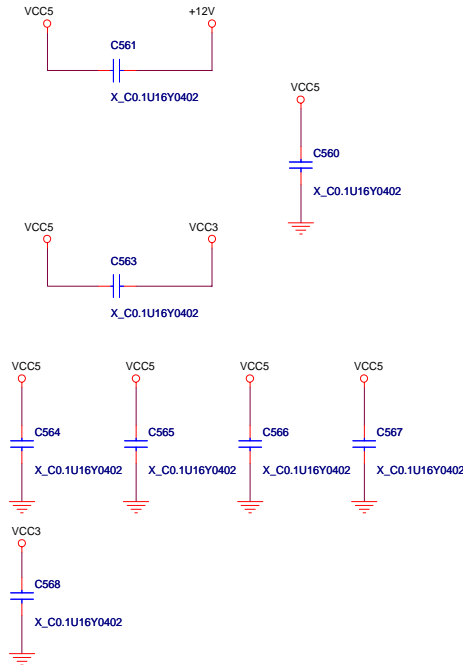 VCC5 +12V
C561
X_C0.1U16Y0402
VCC5
C560
X_C0.1U16Y0402
VCC5 VCC3
C563
X_C0.1U16Y0402
VCC5 VCC5 VCC5 VCC5
C564 C565 C566 C567
X_C0.1U16Y0402 X_C0.1U16Y0402 X_C0.1U16Y0402 X_C0.1U16Y0402
VCC3
C568
X_C0.1U16Y0402